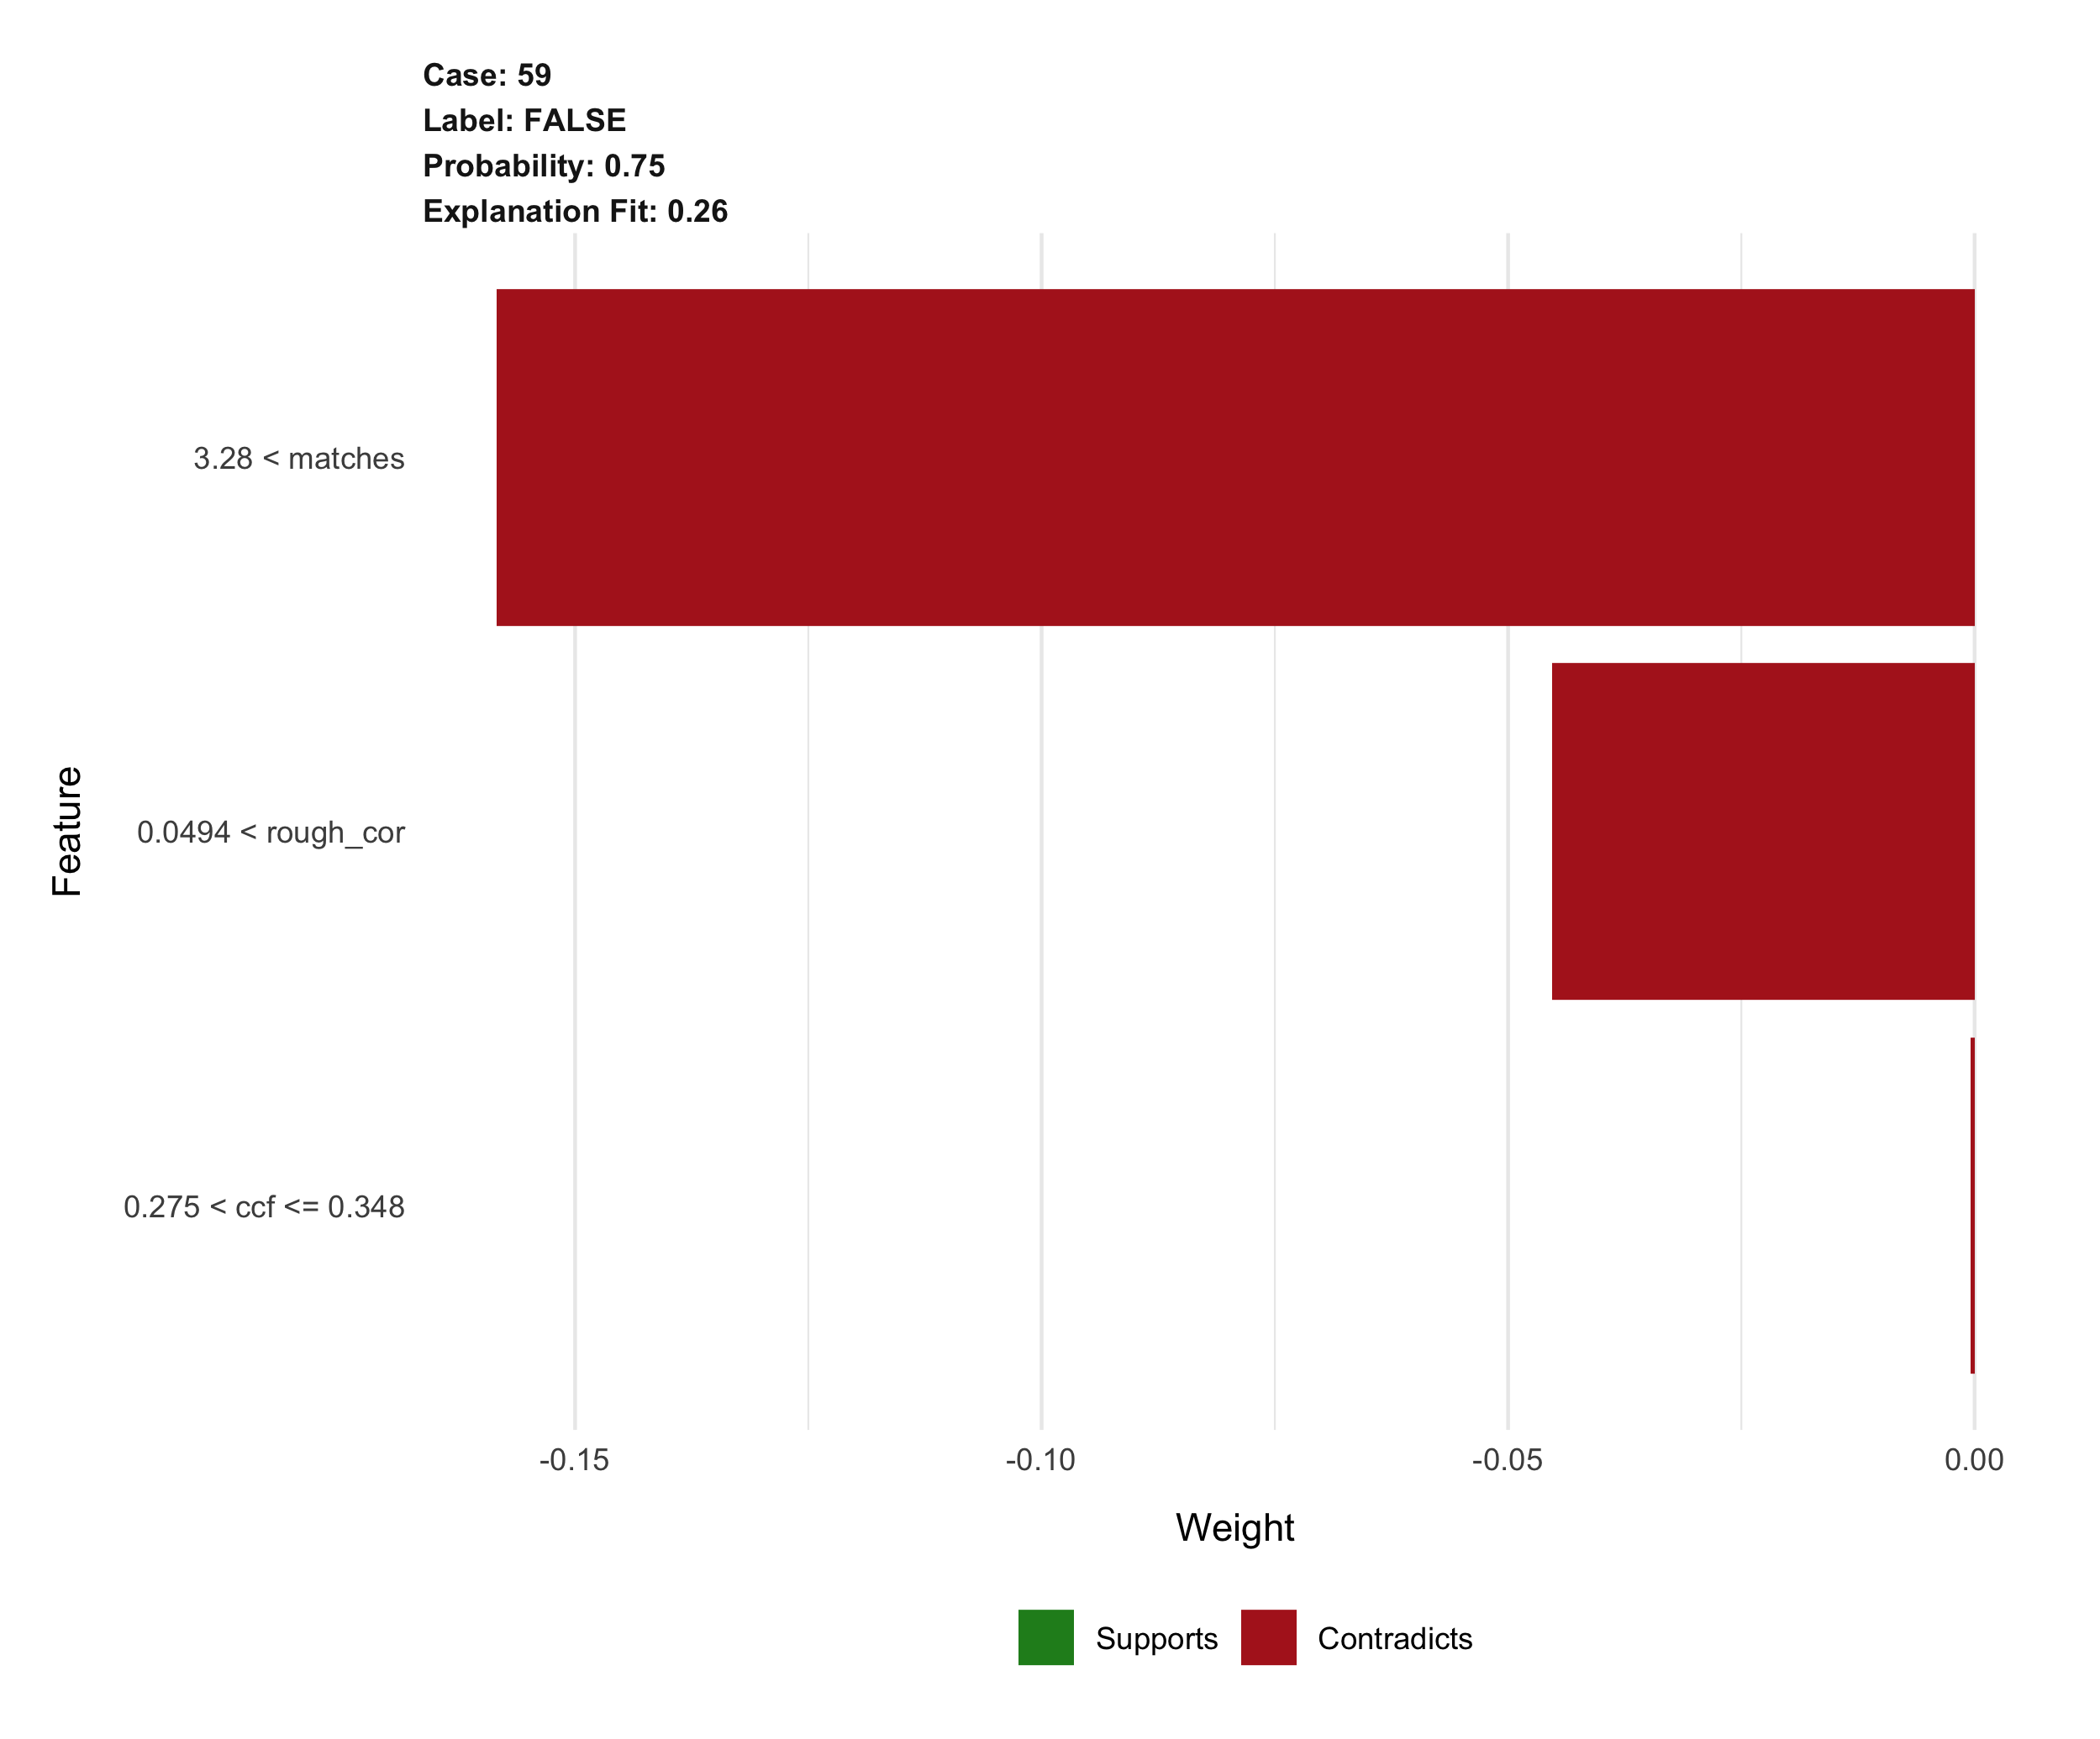 Case: 59
Label: FALSE
Probability: 0.75
Explanation Fit: 0.26
3.28 < matches
0.0494 < rough_cor
0.275 < ccf <= 0.348
Feature
-0.15 -0.10 -0.05 0.00
Weight
Supports Contradicts